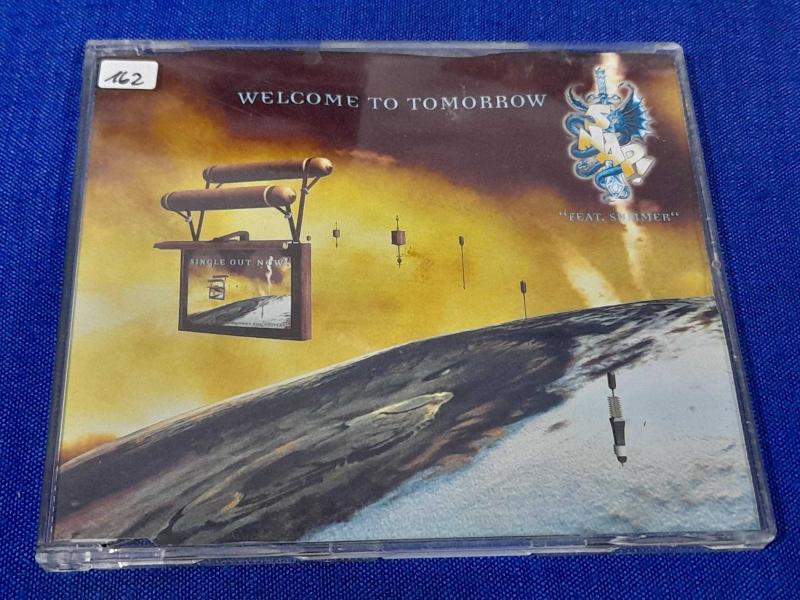 162
WELCOME TO TOMORROW
SNAP!
“FEAT. SUMMER“
SINGLE OUT NOW!